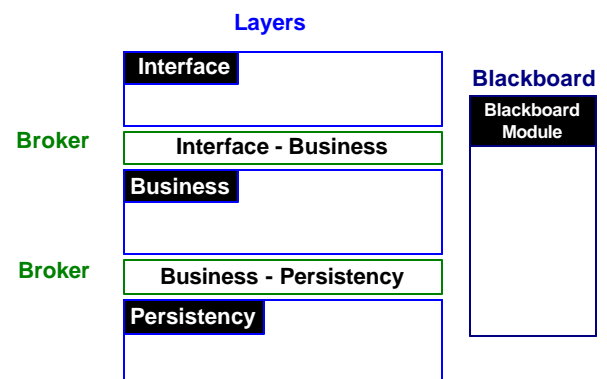 Layers
Interface
Blackboard
Blackboard
Module
Broker
Interface - Business
Business
Broker
Business - Persistency
Persistency